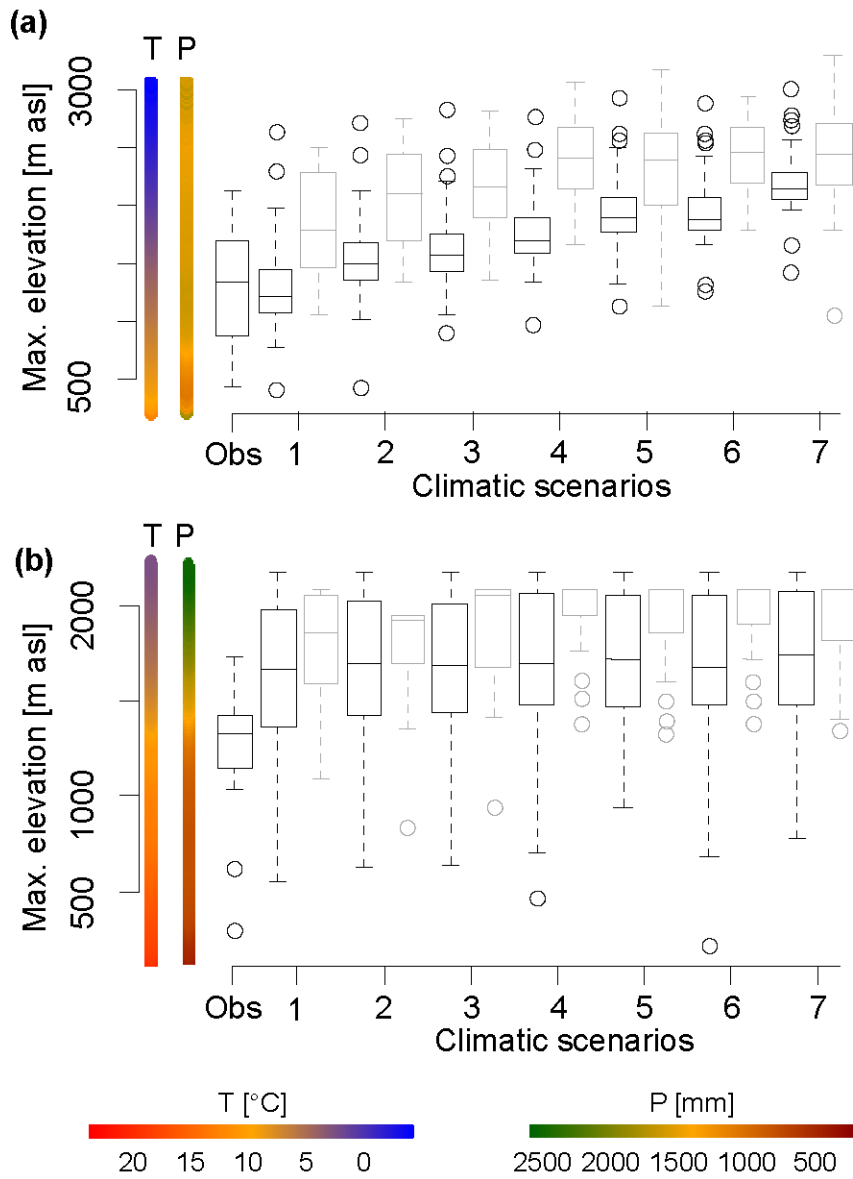 (a)
T P
Max. elevation [m asl]
3000
500
Obs 1 2 3 4 5 6 7
Climatic scenarios
(b)
T P
Max. elevation [m asl]
2000
1000
500
Obs 1 2 3 4 5 6 7
Climatic scenarios
T [°C]
20 15 10 5 0
P [mm]
2500 2000 1500 1000 500